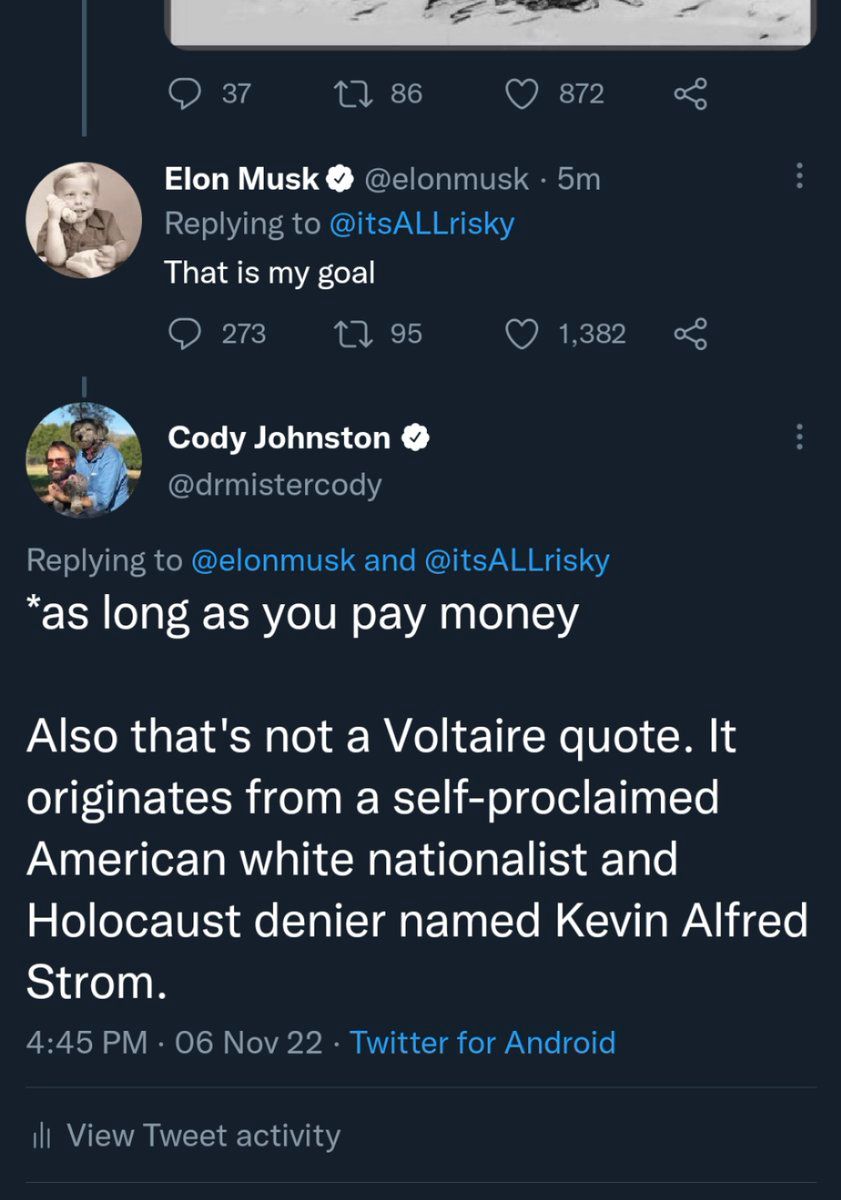 37 86 872
Elon Musk @elonmusk · 5m
Replying to @itsALLrisky
That is my goal
273 95 1,382
Cody Johnston
@drmistercody
Replying to @elonmusk and @itsALLrisky
*as long as you pay money
Also that's not a Voltaire quote. It
originates from a self-proclaimed
American white nationalist and
Holocaust denier named Kevin Alfred
Strom.
4:45 PM · 06 Nov 22 · Twitter for Android
View Tweet activity